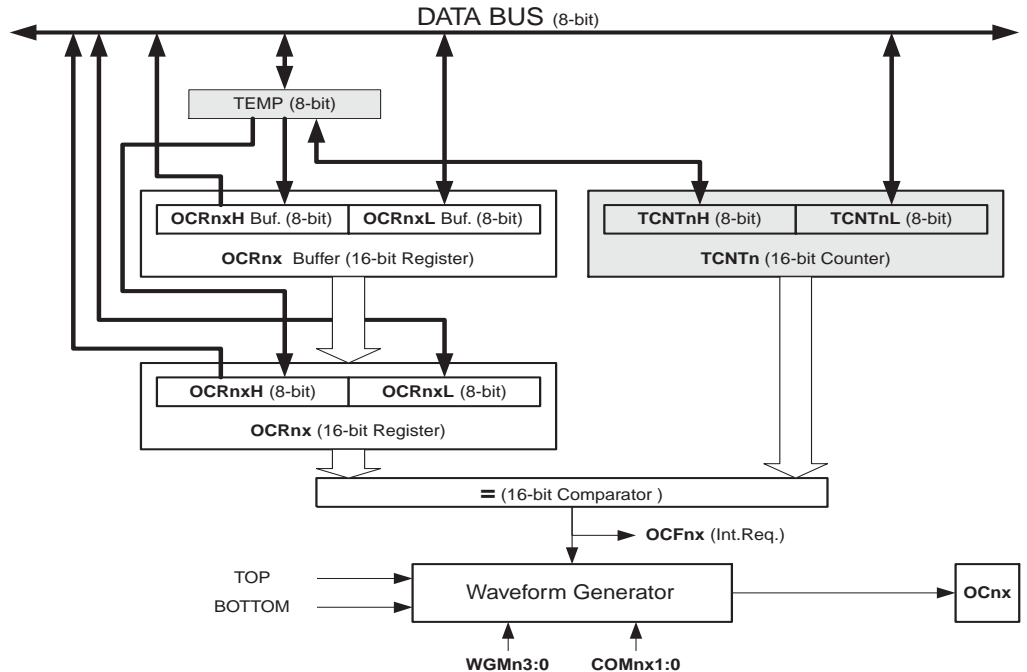 DATA BUS (8-bit)
TEMP (8-bit)
OCRnxH Buf. (8-bit)
OCRnxL Buf. (8-bit)
OCRnx Buffer (16-bit Register)
TCNTnH (8-bit)
TCNTnL (8-bit)
TCNTn (16-bit Counter)
OCRnxH (8-bit)
OCRnxL (8-bit)
OCRnx (16-bit Register)
= (16-bit Comparator )
OCFnx (Int.Req.)
TOP
BOTTOM
Waveform Generator
OCnx
WGMn3:0
COMnx1:0